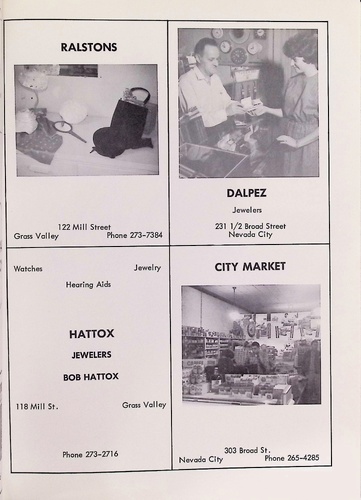 RALSTONS
122 Mill Street
Grass Valley Phone 273-7384
DALPEZ
Jewelers
231 1/2 Broad Street
Nevada City
Watches Jewelry
Hearing Aids
HATTOX
JEWELERS
BOB HATTOX
118 Mill St. Grass Valley
Phone 273-2716
CITY MARKET
303 Broad St.
Nevada City Phone 265-4285